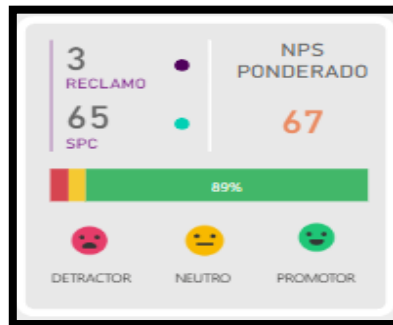 3
RECLAMO
65
SPC
NPS
PONDERADO
67
89%
DETRACTOR NEUTRO PROMOTOR